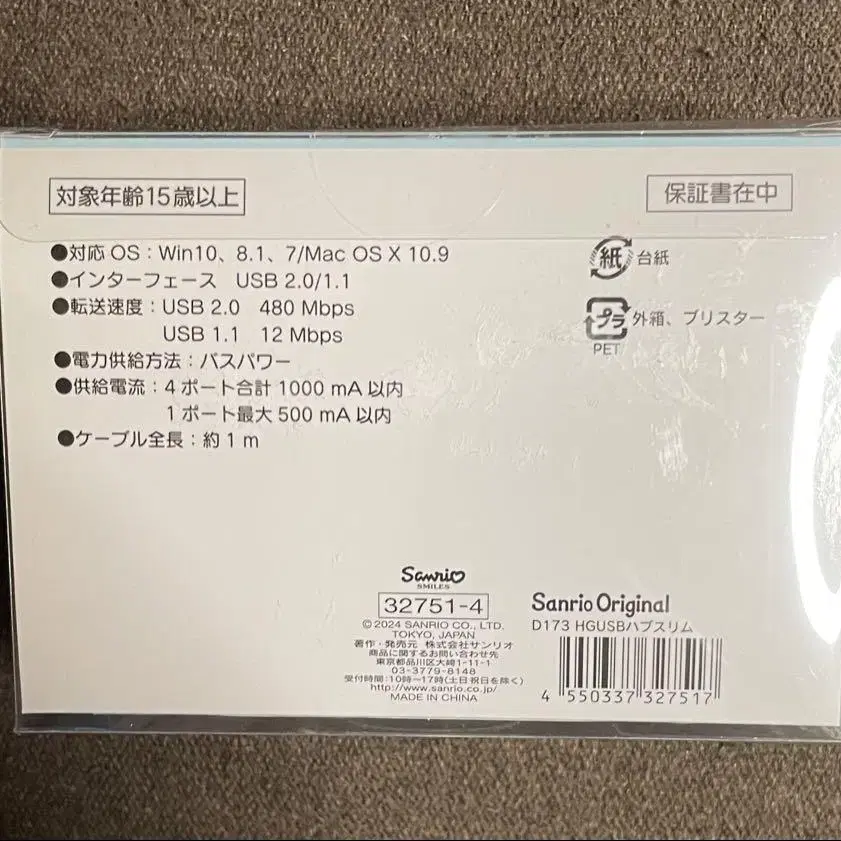 対象年齢15歳以上
保証書在中
●対応 OS：Win10、8.1、7/Mac OS X 10.9
●インターフェース　USB 2.0/1.1
●転送速度：USB 2.0　480 Mbps
USB 1.1　12 Mbps
●電力供給方法：バスパワー
●供給電流：4 ポート合計 1000 mA 以内
1 ポート最大 500 mA 以内
●ケーブル全長：約 1 m
紙 台紙
プラ 外箱、ブリスター
PET
Sanrio
SMILES
32751-4
©2024 SANRIO CO., LTD.
TOKYO, JAPAN
著作・発売元　株式会社サンリオ
商品に関するお問い合わせ先
東京都品川区大崎1-11-1
03-3779-8148
受付時間：10時〜17時(土日祝日を除く)
http://www.sanrio.co.jp/
MADE IN CHINA
Sanrio Original
D173 HGUSBハブスリム
4 550337 327517